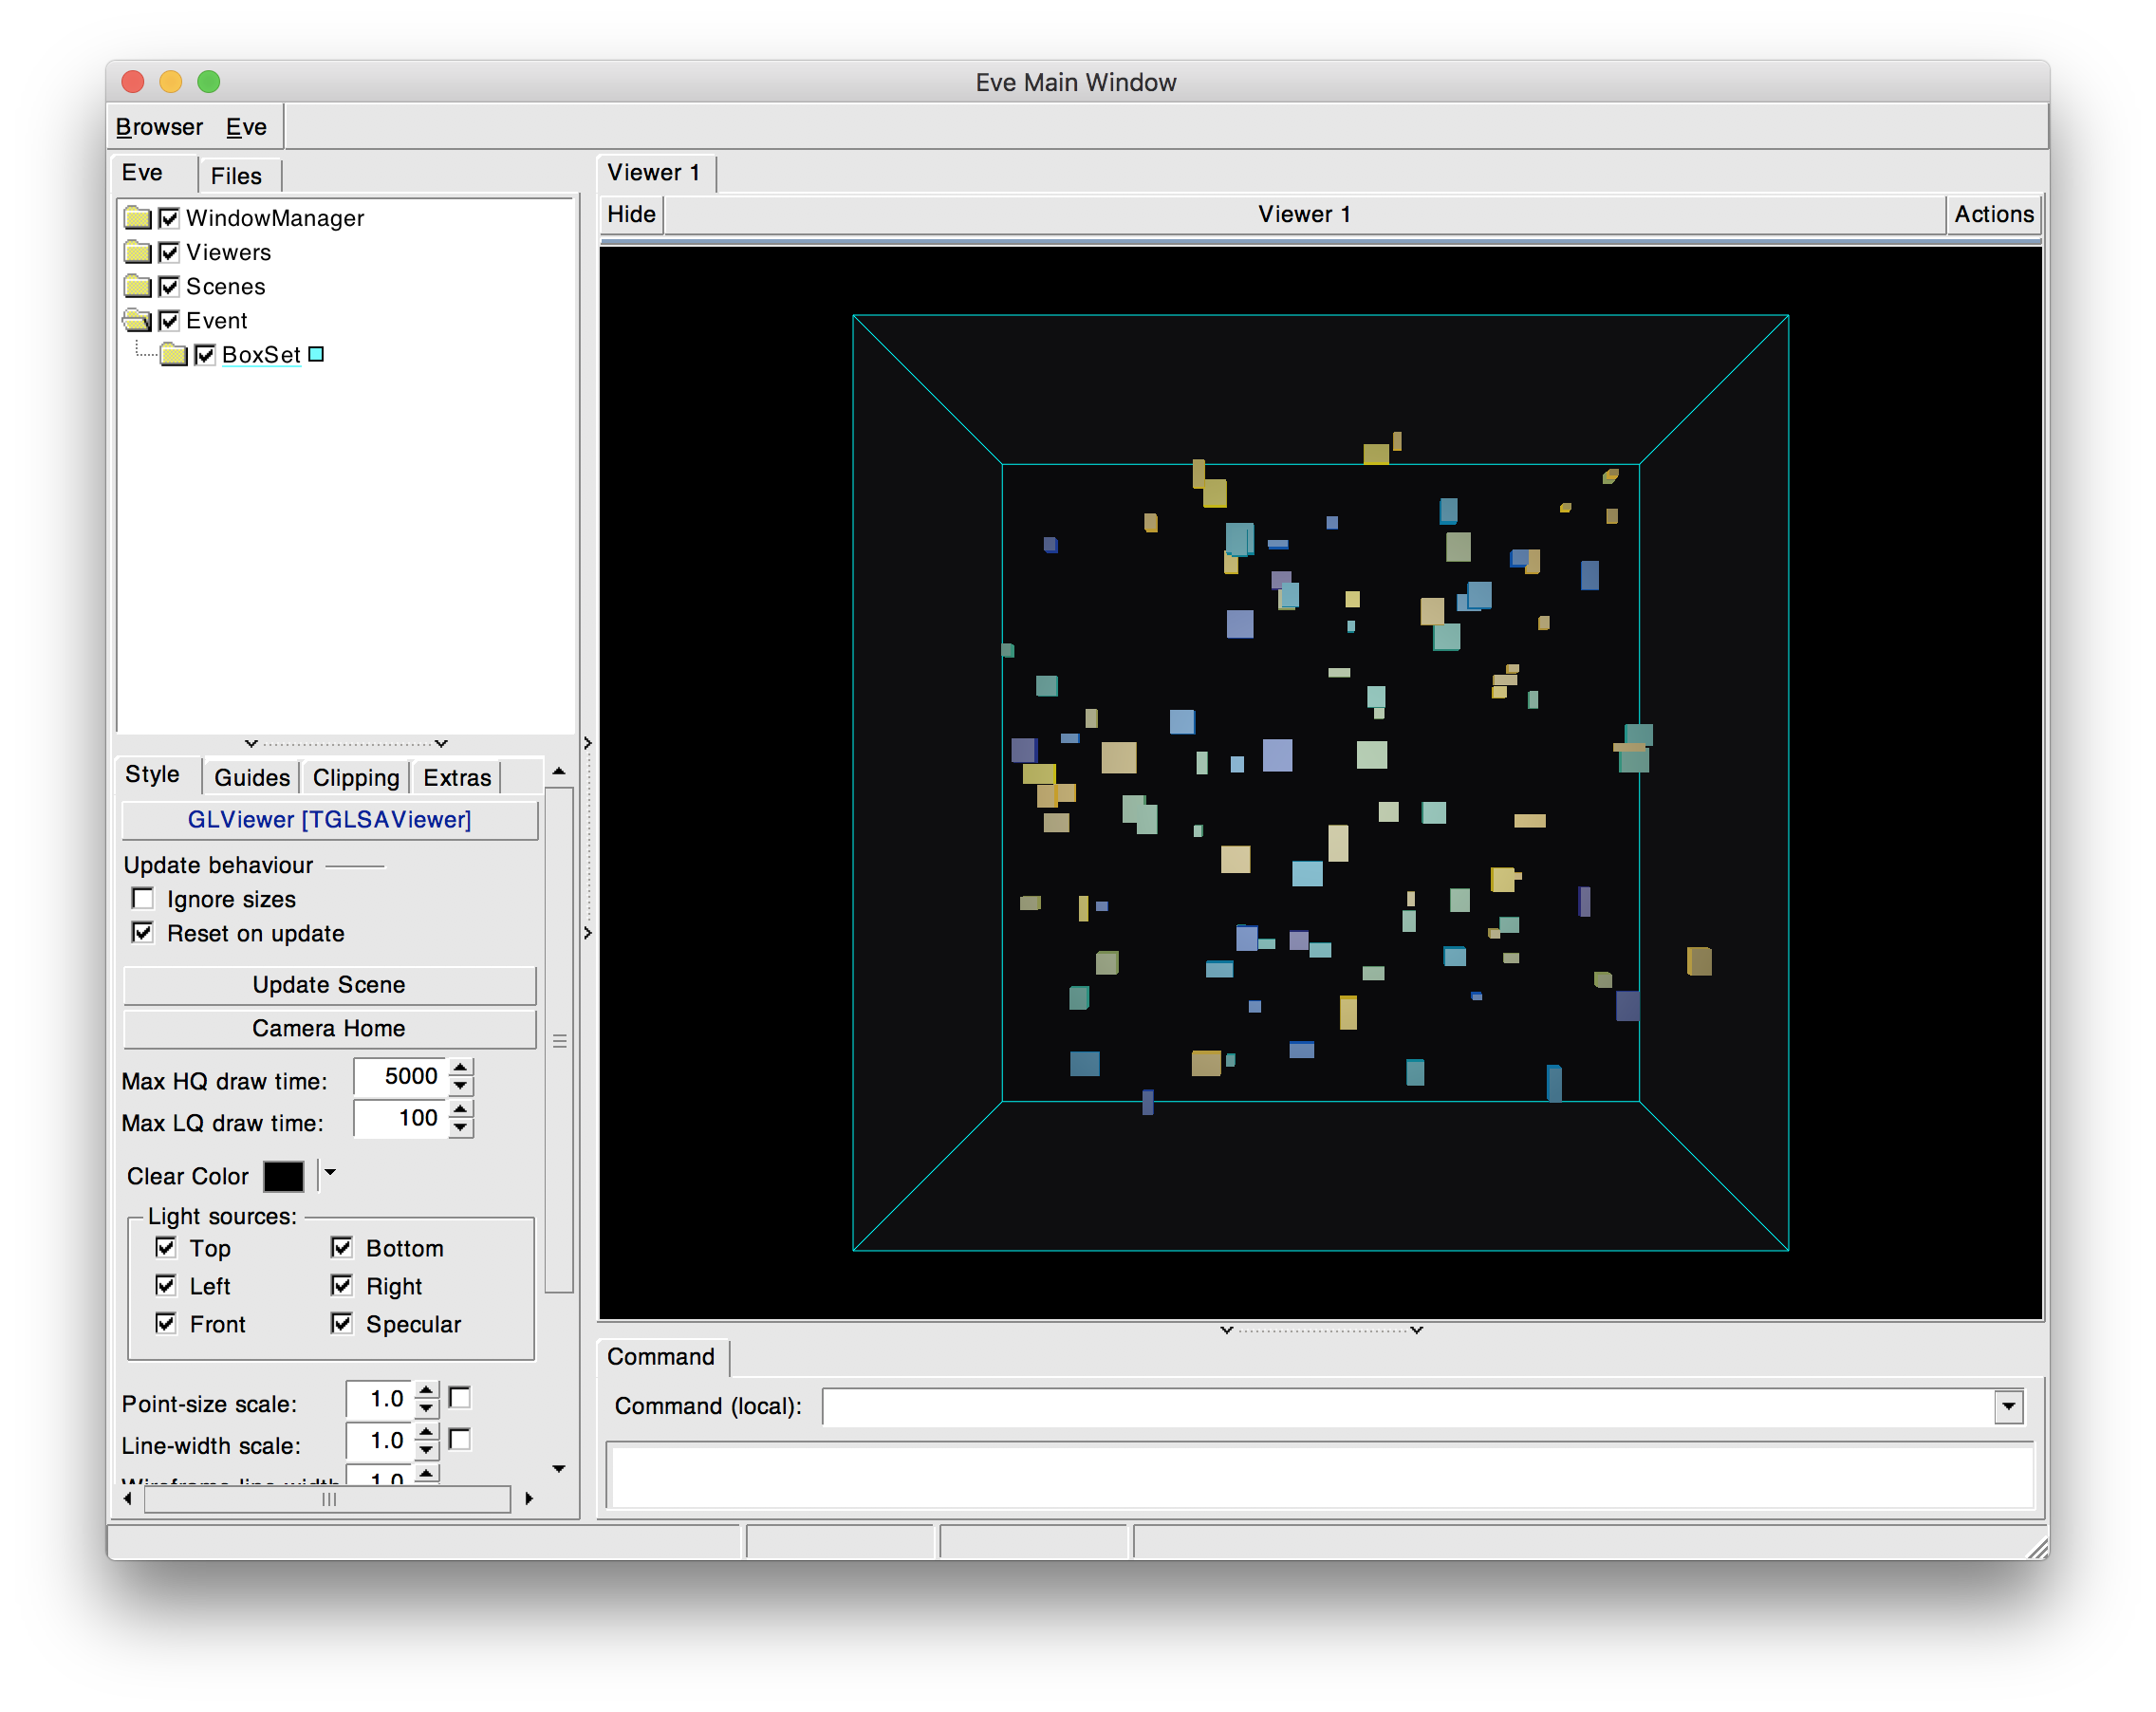 Eve Main Window
Browser Eve
Eve Files
WindowManager
Viewers
Scenes
Event
BoxSet
Style Guides Clipping Extras
GLViewer [TGLSAViewer]
Update behaviour
Ignore sizes
Reset on update
Update Scene
Camera Home
Max HQ draw time: 5000
Max LQ draw time: 100
Clear Color
Light sources:
Top Bottom
Left Right
Front Specular
Point-size scale: 1.0
Line-width scale: 1.0
Wireframe line-width 1.0
Viewer 1
Hide Viewer 1 Actions
Command
Command (local):